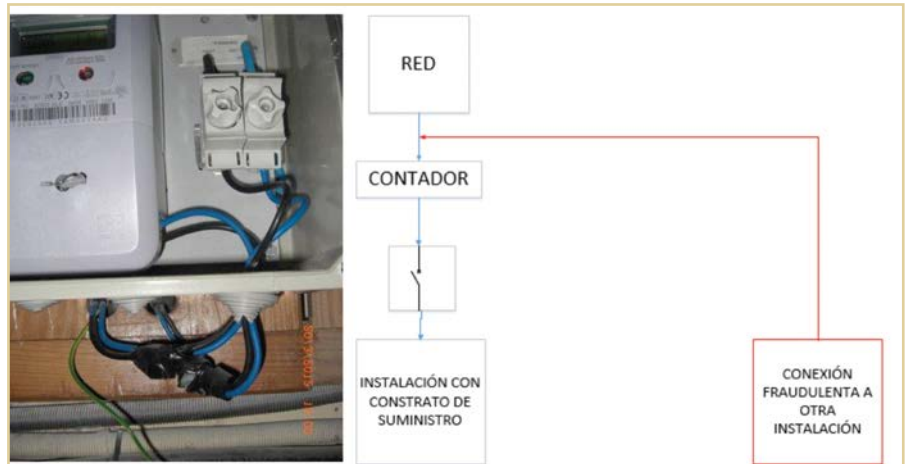 RED
CONTADOR
INSTALACIÓN CON
CONSTRATO DE
SUMINISTRO
CONEXIÓN
FRAUDULENTA A
OTRA
INSTALACIÓN